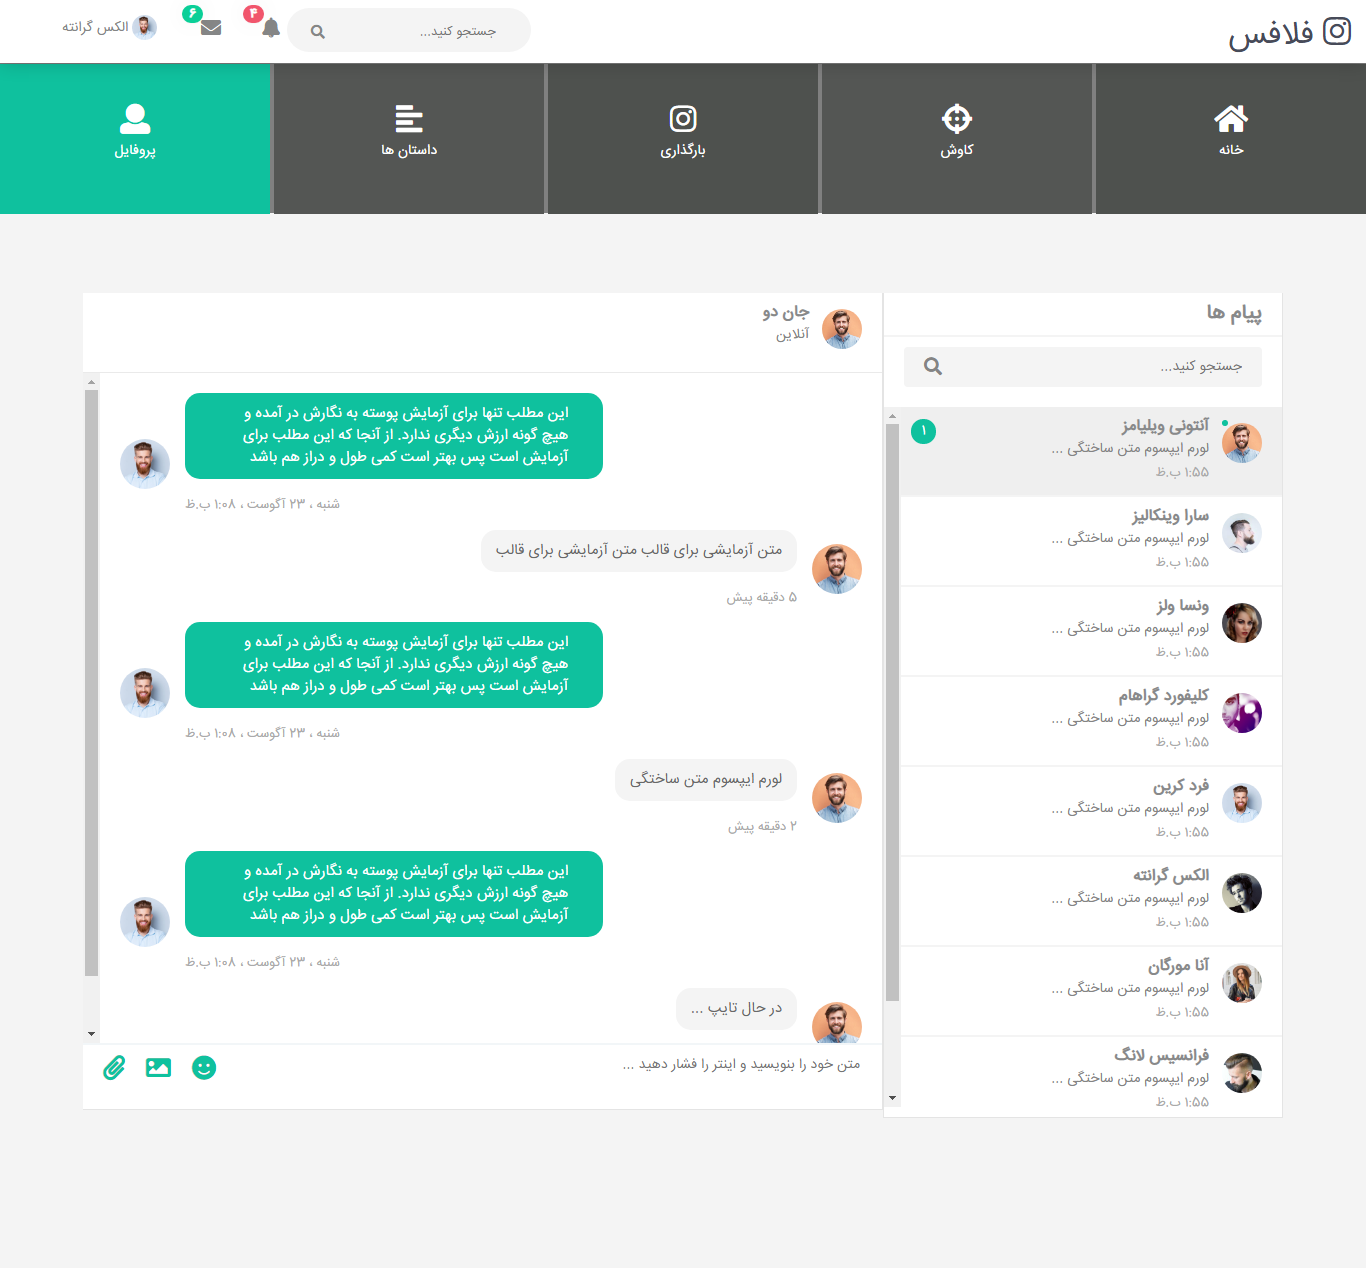 فلافس
جستجو کنید...
۴
۶
الکس گرانته
خانه
کاوش
بارگذاری
داستان ها
پروفایل
پیام ها
جستجو کنید...
آنتونی ویلیامز
لورم ایپسوم متن ساختگی ...
۱:۵۵ ب.ظ
۱
سارا وینکالیز
لورم ایپسوم متن ساختگی ...
۱:۵۵ ب.ظ
ونسا ولز
لورم ایپسوم متن ساختگی ...
۱:۵۵ ب.ظ
کلیفورد گراهام
لورم ایپسوم متن ساختگی ...
۱:۵۵ ب.ظ
فرد کرین
لورم ایپسوم متن ساختگی ...
۱:۵۵ ب.ظ
الکس گرانته
لورم ایپسوم متن ساختگی ...
۱:۵۵ ب.ظ
آنا مورگان
لورم ایپسوم متن ساختگی ...
۱:۵۵ ب.ظ
فرانسیس لانگ
لورم ایپسوم متن ساختگی ...
۱:۵۵ ب.ظ
جان دو
آنلاین
این مطلب تنها برای آزمایش پوسته به نگارش در آمده و
هیچ گونه ارزش دیگری ندارد. از آنجا که این مطلب برای
آزمایش است پس بهتر است کمی طول و دراز هم باشد
شنبه ، ۲۳ آگوست ، ۱:۰۸ ب.ظ
متن آزمایشی برای قالب متن آزمایشی برای قالب
۵ دقیقه پیش
این مطلب تنها برای آزمایش پوسته به نگارش در آمده و
هیچ گونه ارزش دیگری ندارد. از آنجا که این مطلب برای
آزمایش است پس بهتر است کمی طول و دراز هم باشد
شنبه ، ۲۳ آگوست ، ۱:۰۸ ب.ظ
لورم ایپسوم متن ساختگی
۲ دقیقه پیش
این مطلب تنها برای آزمایش پوسته به نگارش در آمده و
هیچ گونه ارزش دیگری ندارد. از آنجا که این مطلب برای
آزمایش است پس بهتر است کمی طول و دراز هم باشد
شنبه ، ۲۳ آگوست ، ۱:۰۸ ب.ظ
در حال تایپ ...
متن خود را بنویسید و اینتر را فشار دهید ...